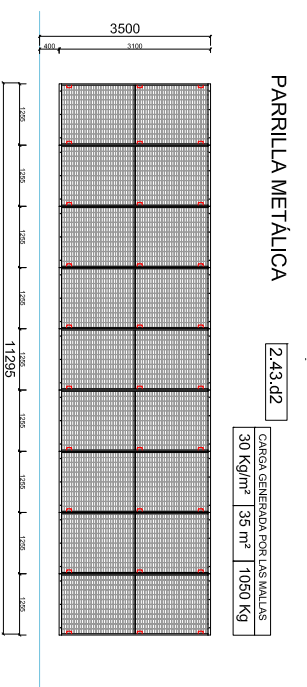 PARRILLA METÁLICA
2.43.d2
CARGA GENERADA POR LAS MALLAS
30 Kg/m² 35 m² 1050 Kg
3500
400 3100
1255 1255 1255 1255 1255 1255 1255 1255 1255
11295